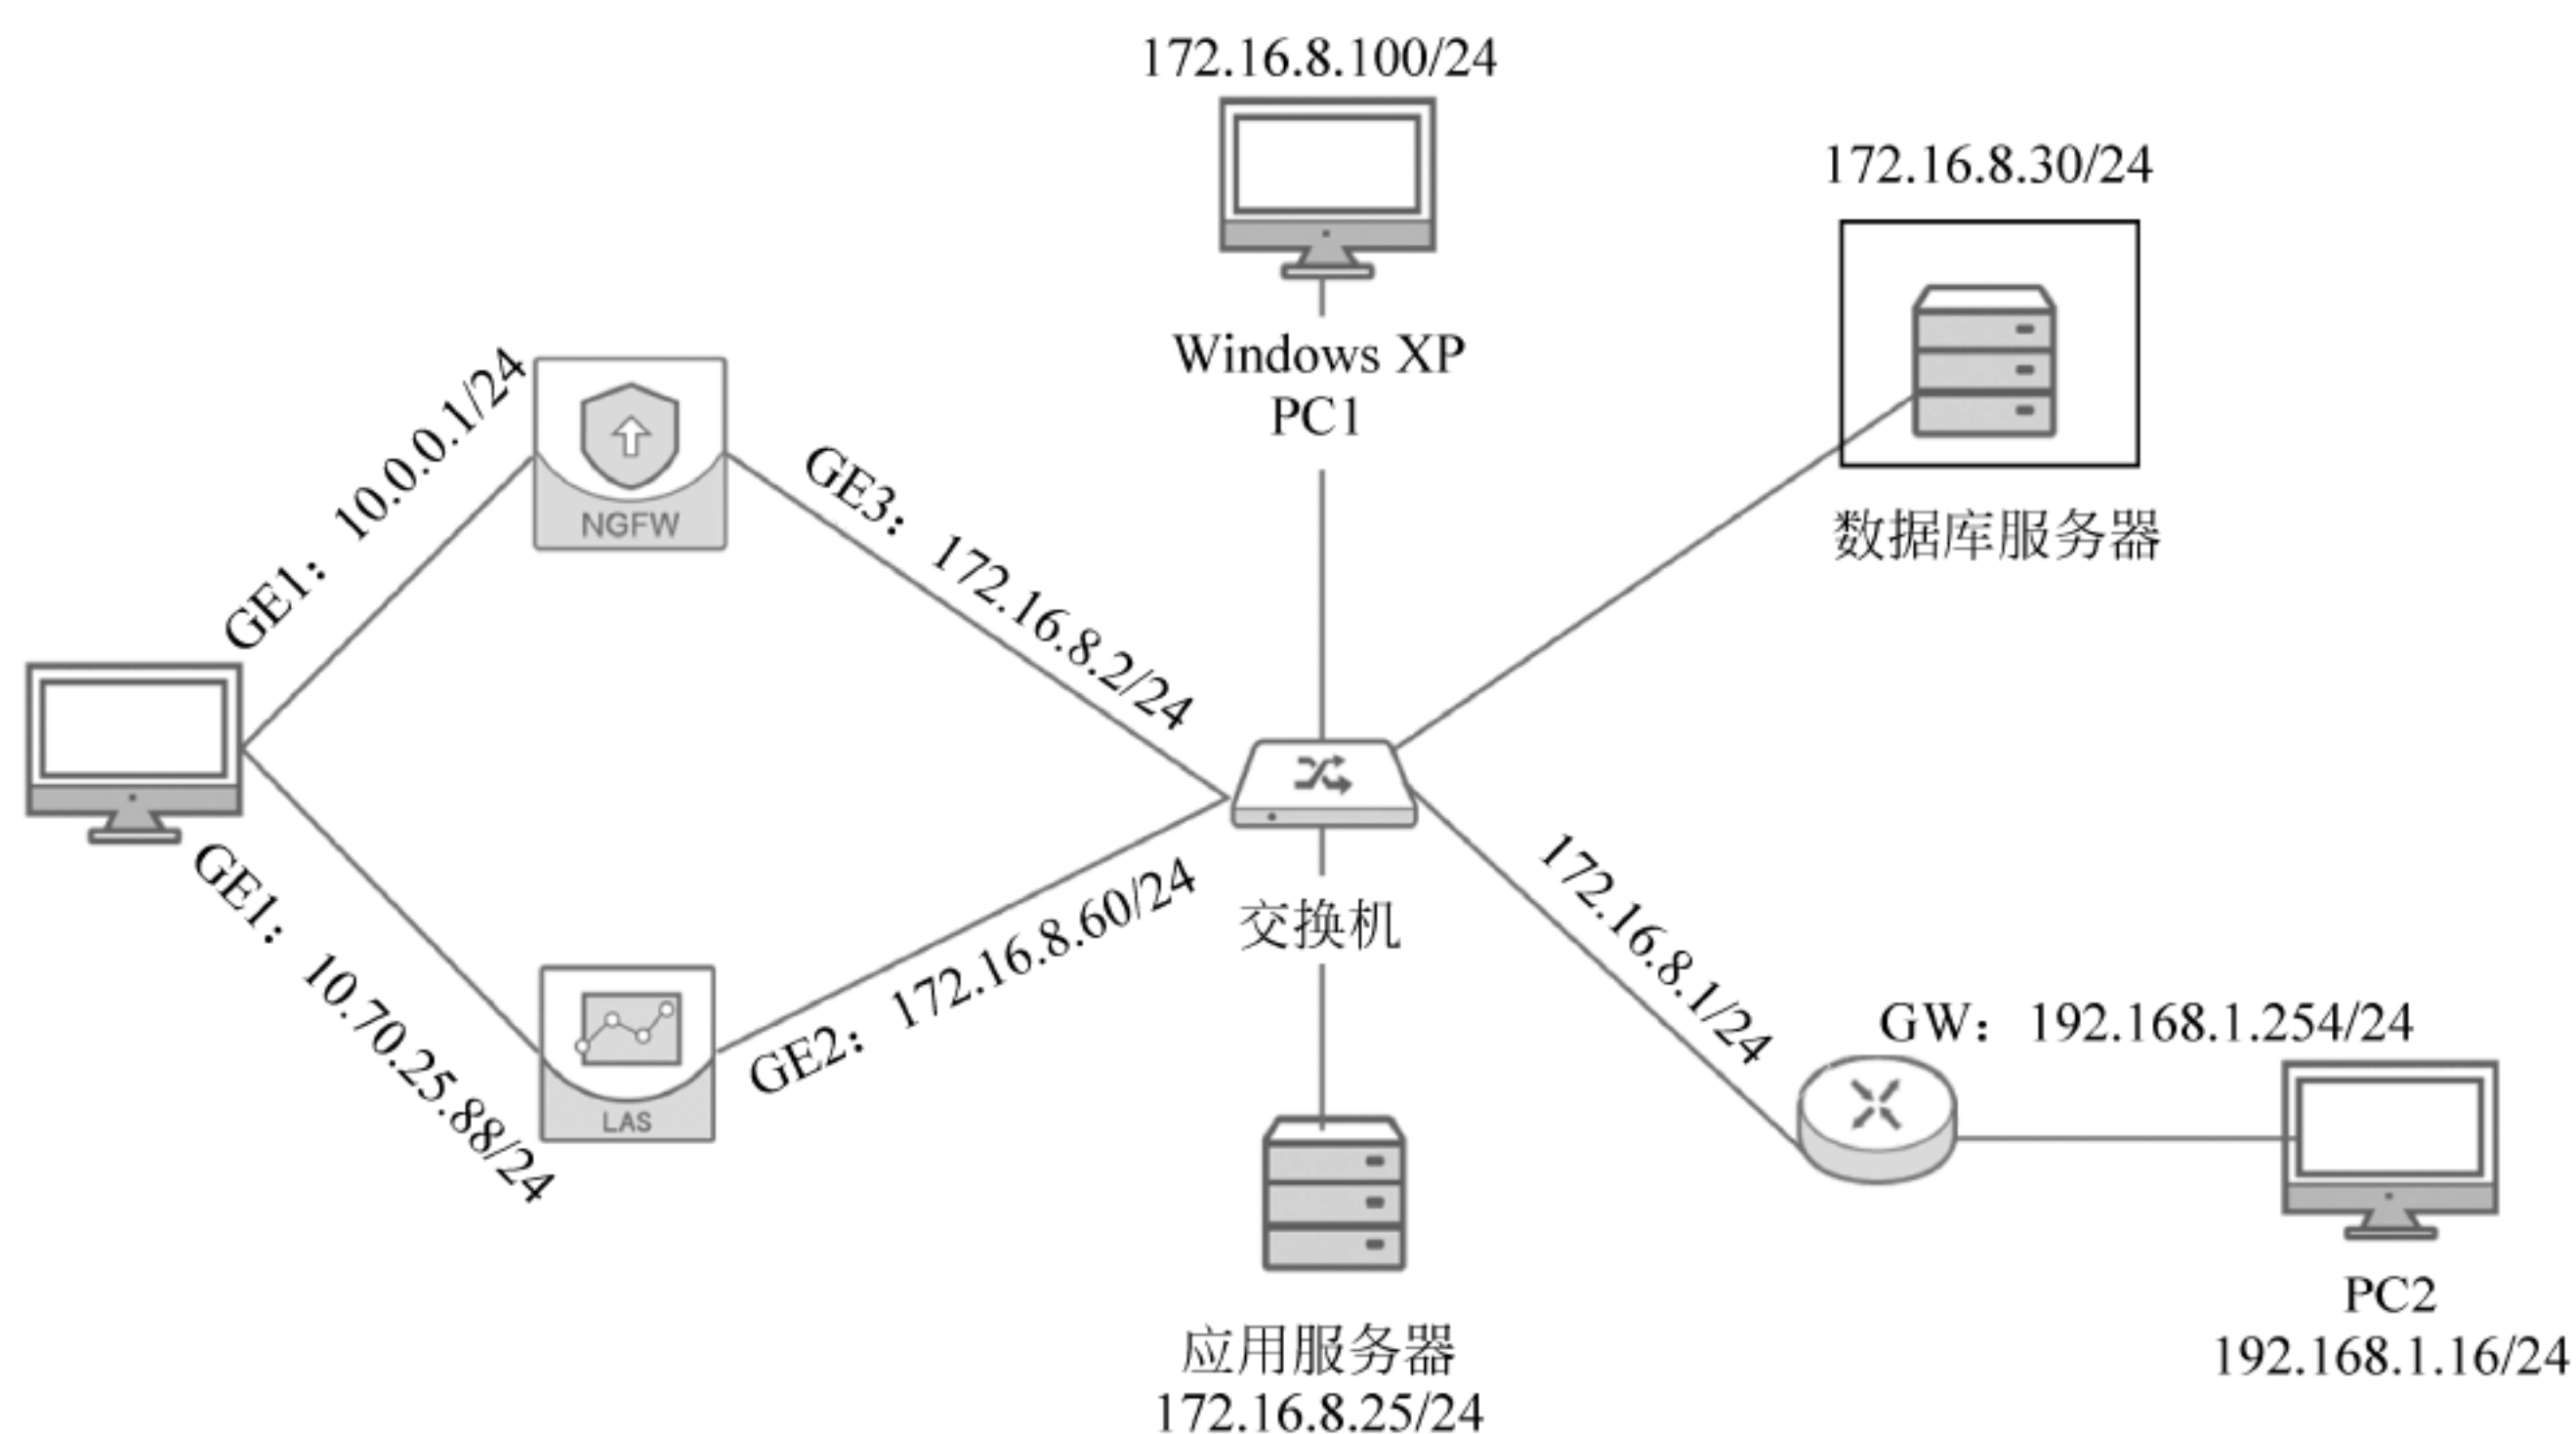 172.16.8.100/24
172.16.8.30/24
Windows XP
PC1
GE1：10.0.0.1/24
NGFW
GE3：172.16.8.2/24
数据库服务器
GE1：10.70.25.88/24
LAS
GE2：172.16.8.60/24
交换机
172.16.8.1/24
GW：192.168.1.254/24
PC2
192.168.1.16/24
应用服务器
172.16.8.25/24